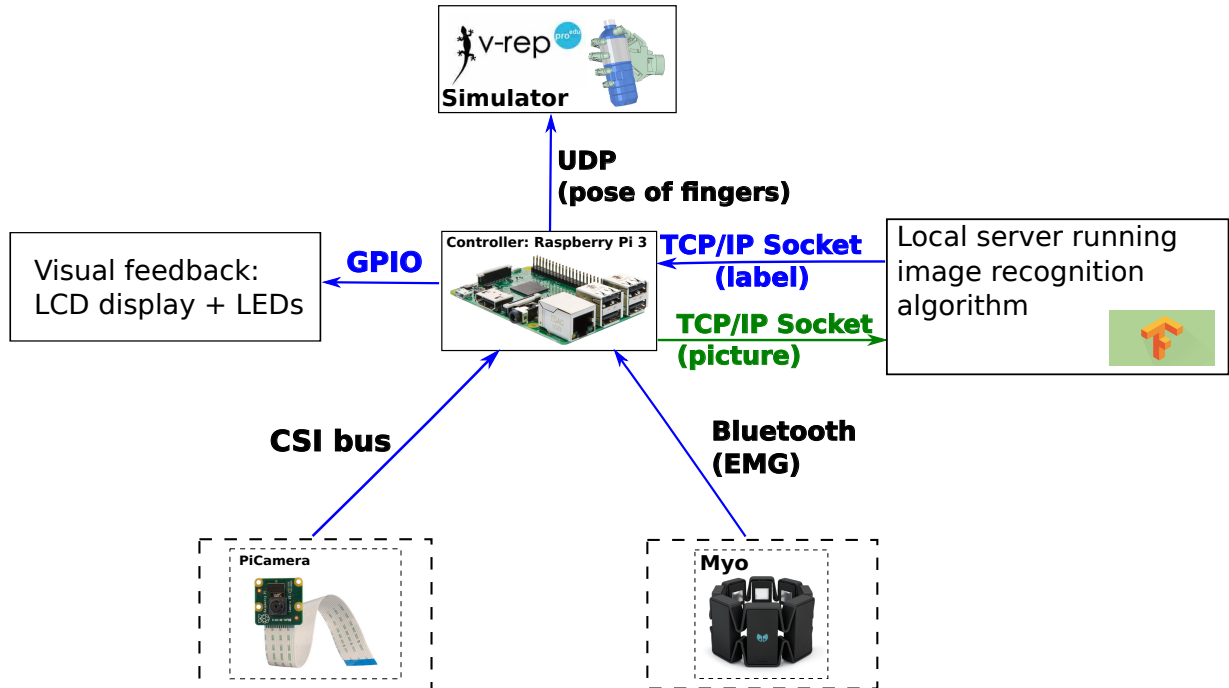 v-rep
pro edu
Simulator
UDP
(pose of fingers)
Controller: Raspberry Pi 3
Visual feedback:
LCD display + LEDs
GPIO
TCP/IP Socket
(label)
TCP/IP Socket
(picture)
Local server running
image recognition
algorithm
CSI bus
Bluetooth
(EMG)
PiCamera
Myo